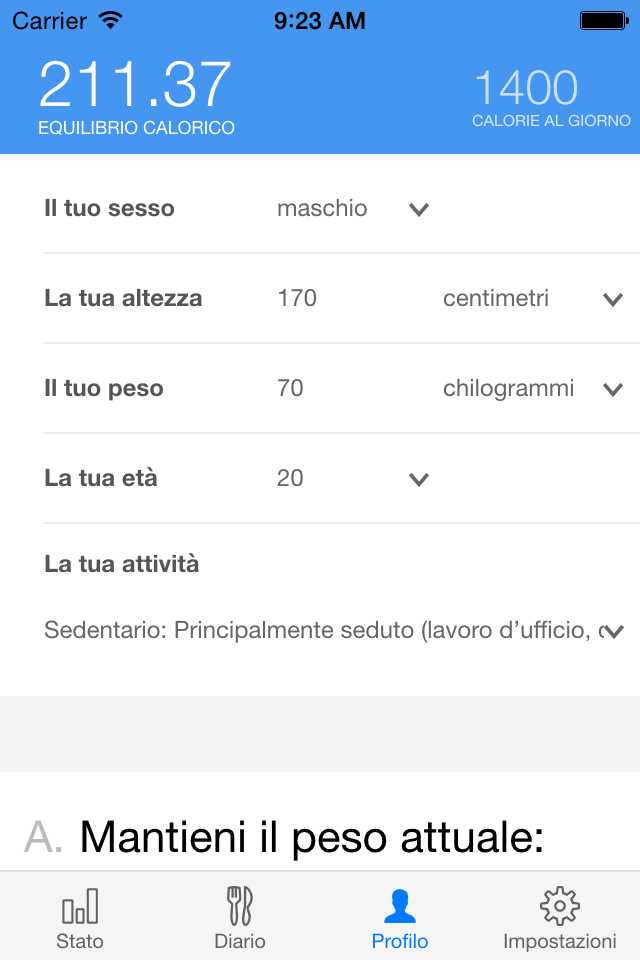 Carrier 9:23 AM
211.37 1400
EQUILIBRIO CALORICO CALORIE AL GIORNO
Il tuo sesso maschio
La tua altezza 170 centimetri
Il tuo peso 70 chilogrammi
La tua età 20
La tua attività
Sedentario: Principalmente seduto (lavoro d’ufficio,
A. Mantieni il peso attuale:
Stato Diario Profilo Impostazioni